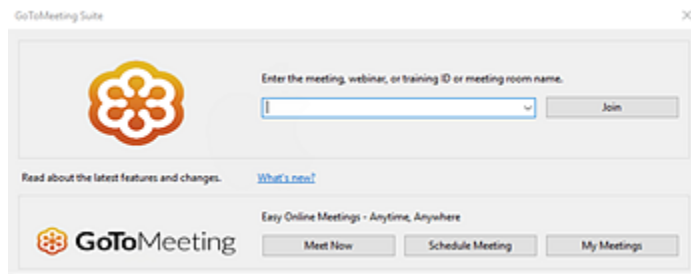 GoToMeeting Suite
Enter the meeting, webinar, or training ID or meeting room name.
Join
Read about the latest features and changes. What's new?
Easy Online Meetings - Anytime, Anywhere
GoToMeeting
Meet Now Schedule Meeting My Meetings